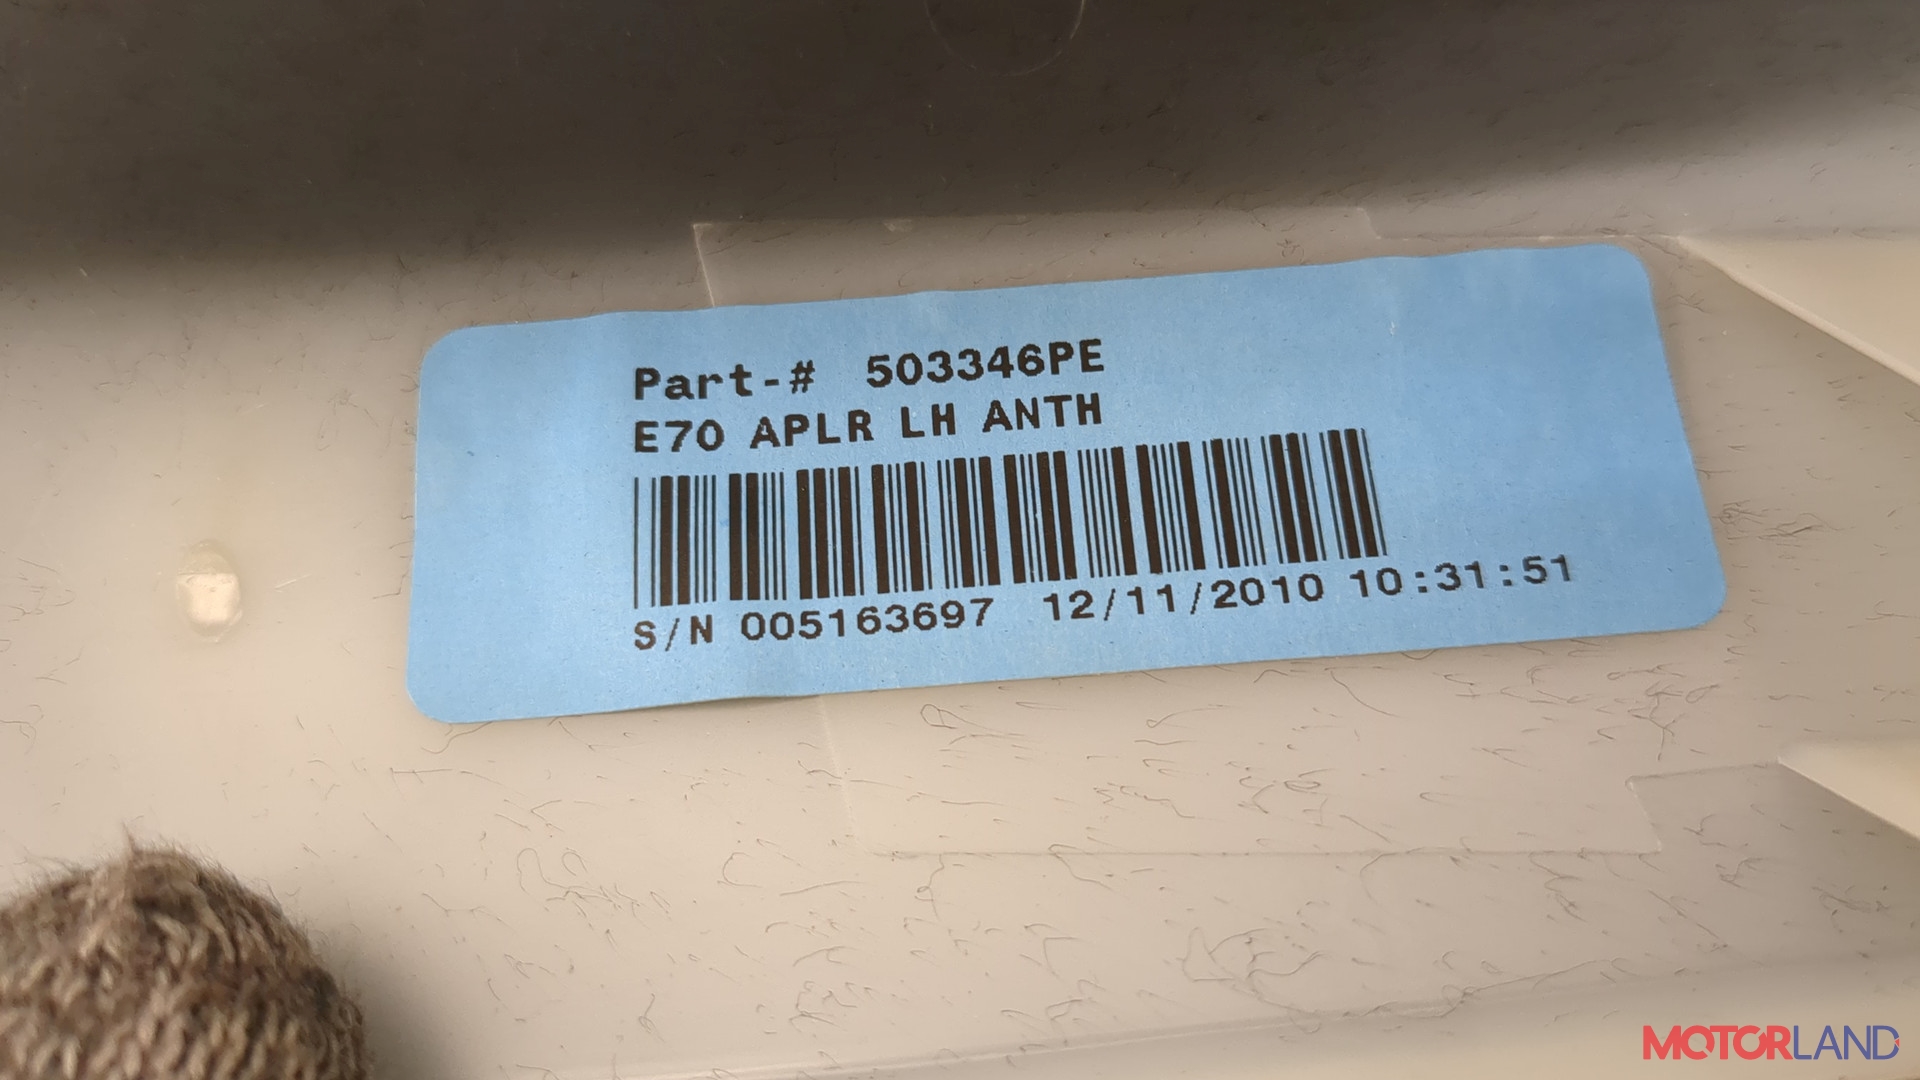 Part-# 503346PE
E70 APLR LH ANTH
S/N 005163697 12/11/2010 10:31:51
MOTORLAND